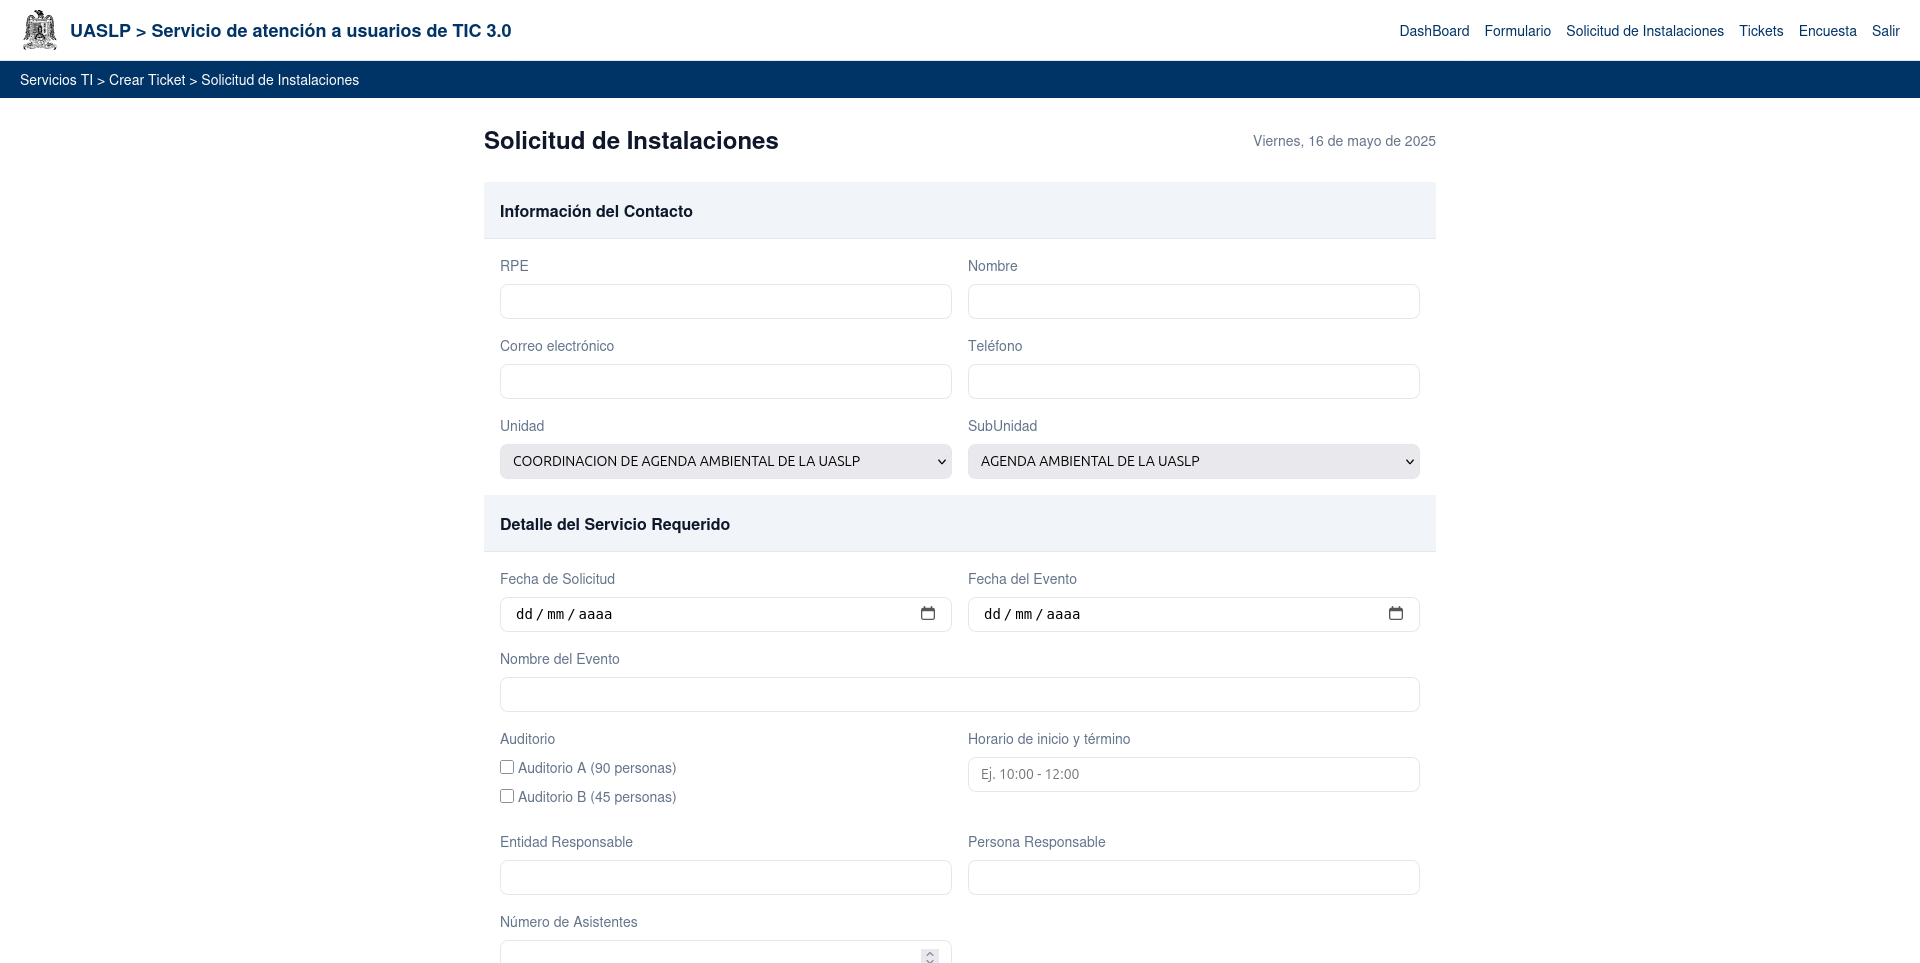 UASLP > Servicio de atención a usuarios de TIC 3.0
DashBoard Formulario Solicitud de Instalaciones Tickets Encuesta Salir
Servicios TI > Crear Ticket > Solicitud de Instalaciones
Solicitud de Instalaciones
Viernes, 16 de mayo de 2025
Información del Contacto
RPE Nombre
Correo electrónico Teléfono
Unidad SubUnidad
COORDINACION DE AGENDA AMBIENTAL DE LA UASLP AGENDA AMBIENTAL DE LA UASLP
Detalle del Servicio Requerido
Fecha de Solicitud Fecha del Evento
dd/mm/aaaa dd/mm/aaaa
Nombre del Evento
Auditorio Horario de inicio y término
Auditorio A (90 personas) Ej. 10:00 - 12:00
Auditorio B (45 personas)
Entidad Responsable Persona Responsable
Número de Asistentes